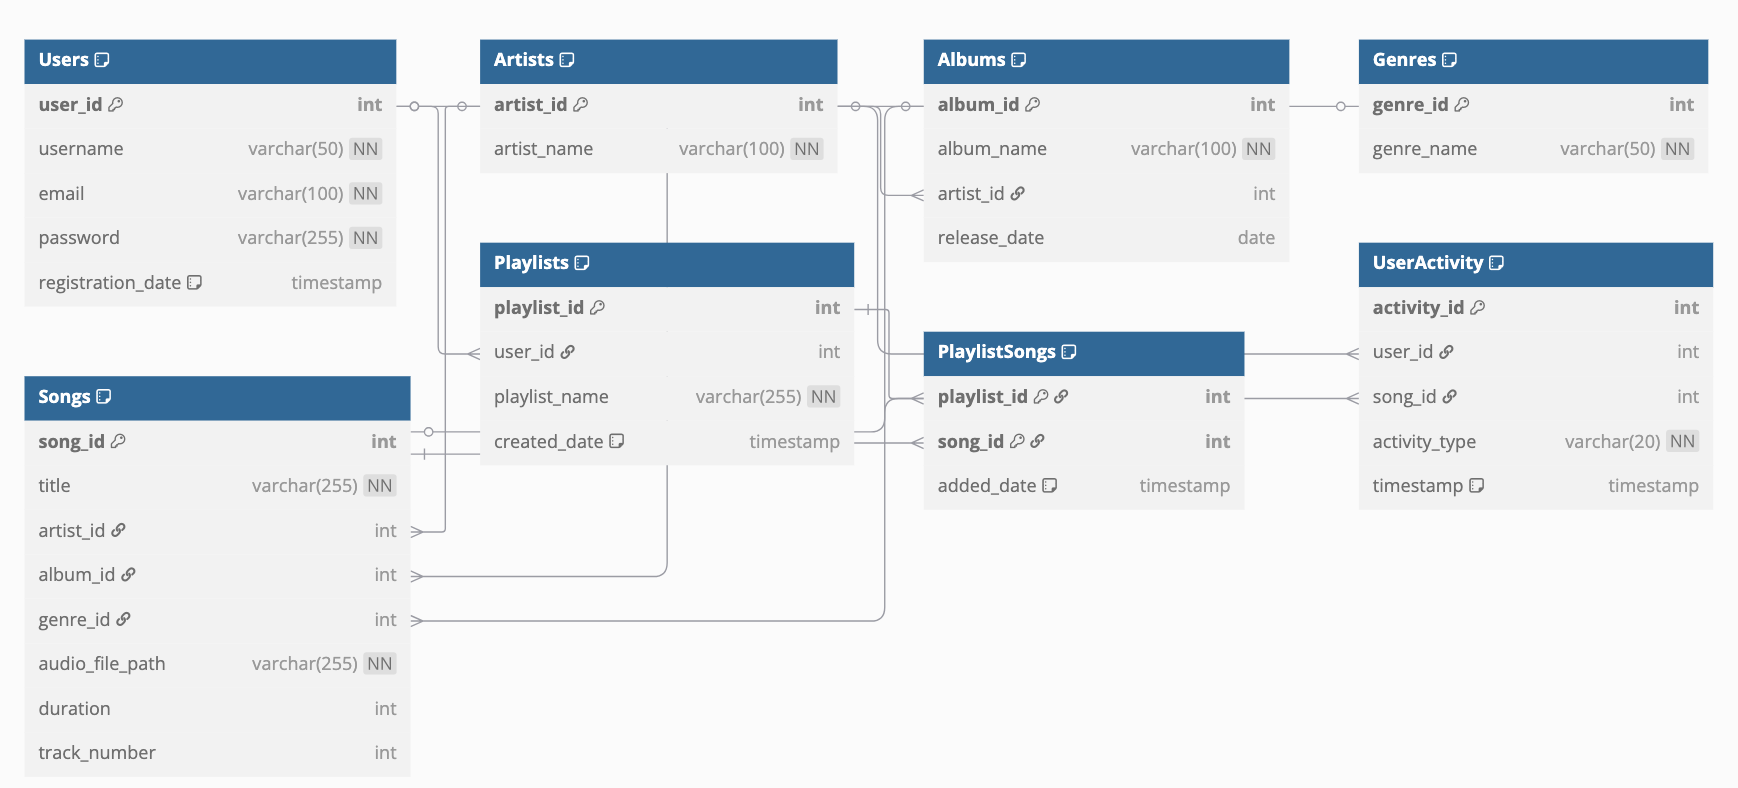 Users
user_id int
username varchar(50) NN
email varchar(100) NN
password varchar(255) NN
registration_date timestamp
Artists
artist_id int
artist_name varchar(100) NN
Albums
album_id int
album_name varchar(100) NN
artist_id int
release_date date
Genres
genre_id int
genre_name varchar(50) NN
Playlists
playlist_id int
user_id int
playlist_name varchar(255) NN
created_date timestamp
UserActivity
activity_id int
user_id int
song_id int
activity_type varchar(20) NN
timestamp timestamp
PlaylistSongs
playlist_id int
song_id int
added_date timestamp
Songs
song_id int
title varchar(255) NN
artist_id int
album_id int
genre_id int
audio_file_path varchar(255) NN
duration int
track_number int